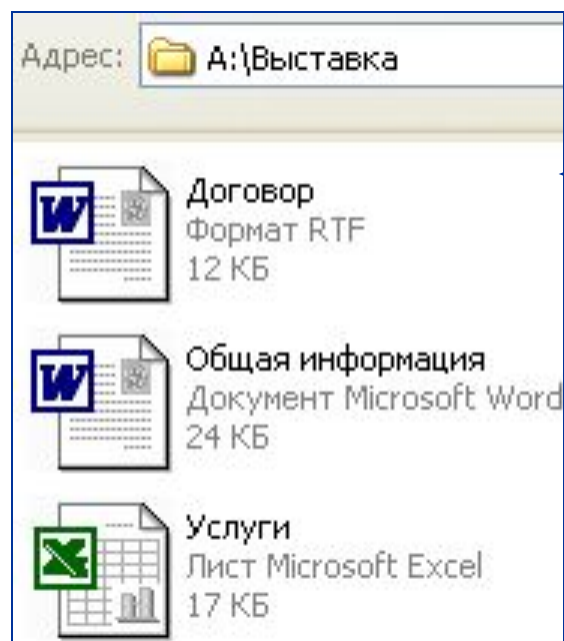 Адрес: А:\Выставка
Договор
Формат RTF
12 КБ
Общая информация
Документ Microsoft Word
24 КБ
Услуги
Лист Microsoft Excel
17 КБ